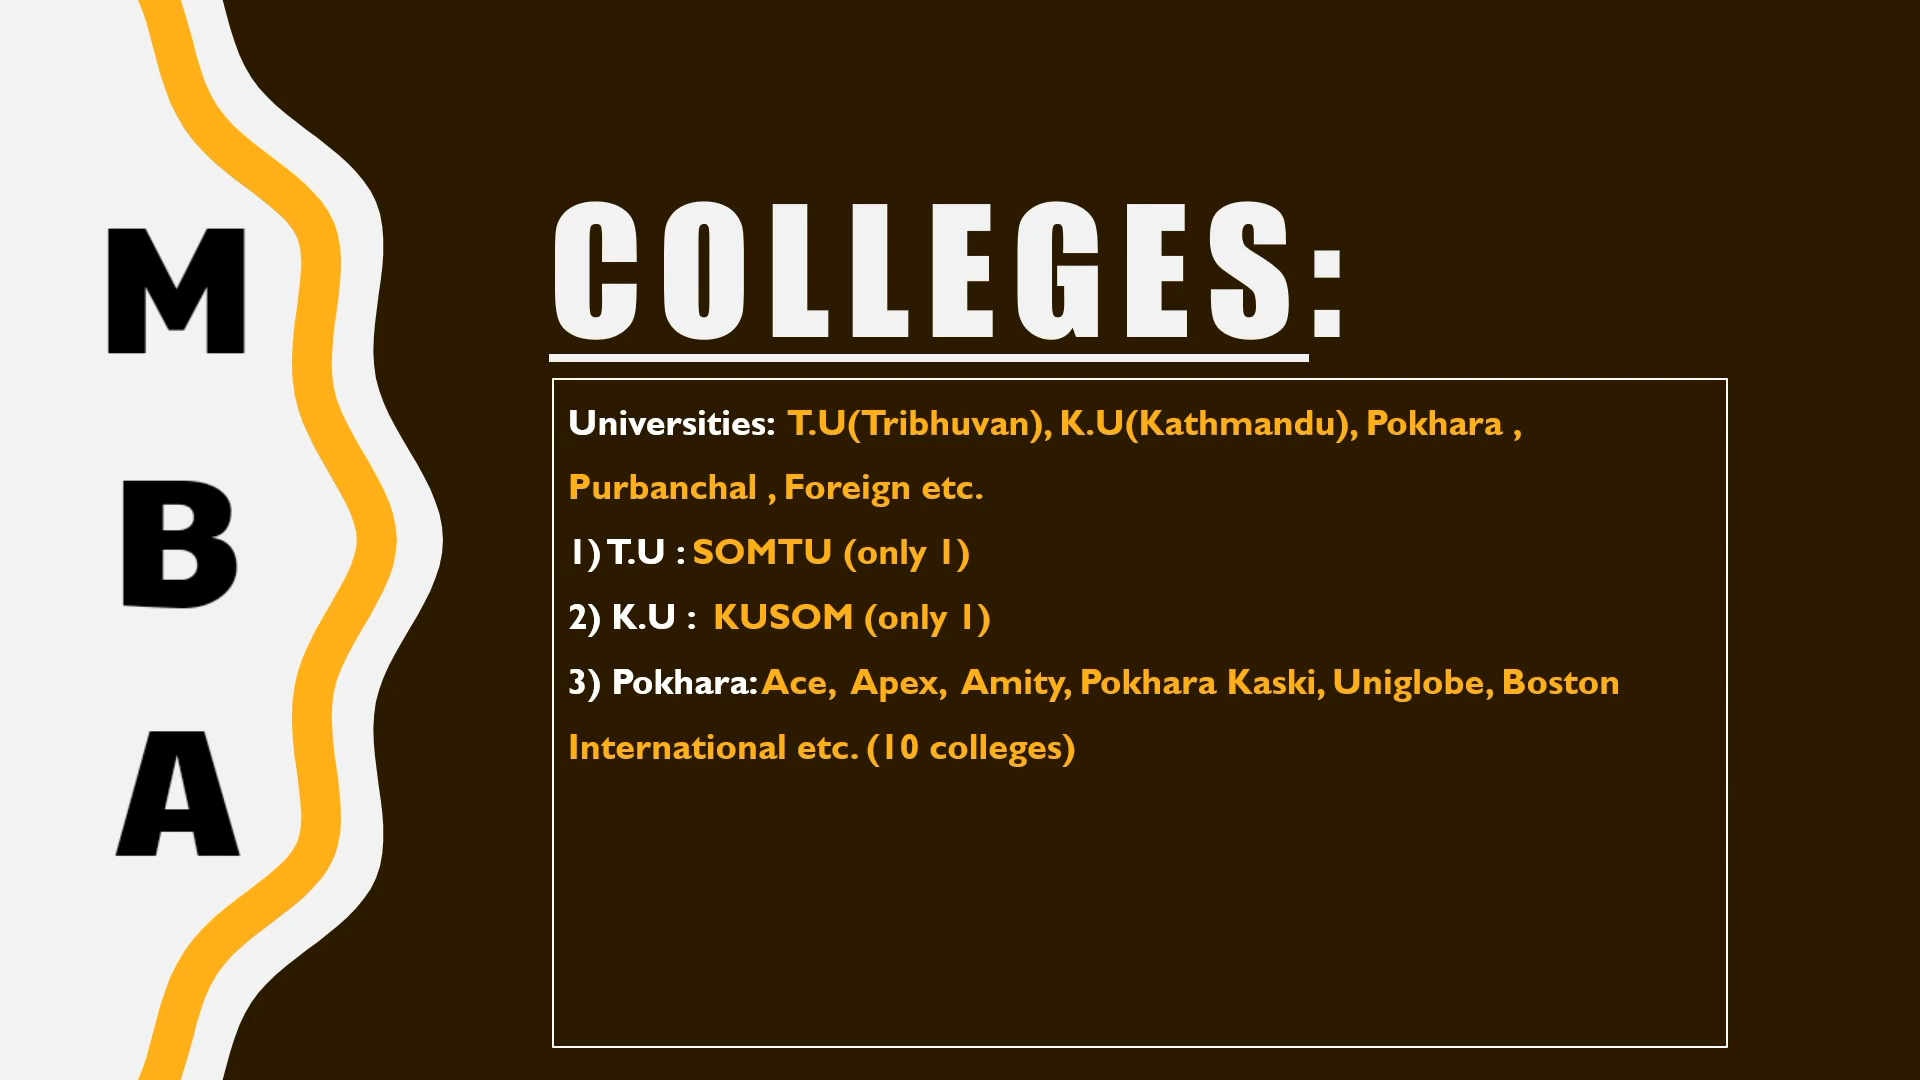 M
B
A
COLLEGES:
Universities: T.U(Tribhuvan), K.U(Kathmandu), Pokhara ,
Purbanchal , Foreign etc.
1) T.U : SOMTU (only 1)
2) K.U : KUSOM (only 1)
3) Pokhara: Ace, Apex, Amity, Pokhara Kaski, Uniglobe, Boston
International etc. (10 colleges)